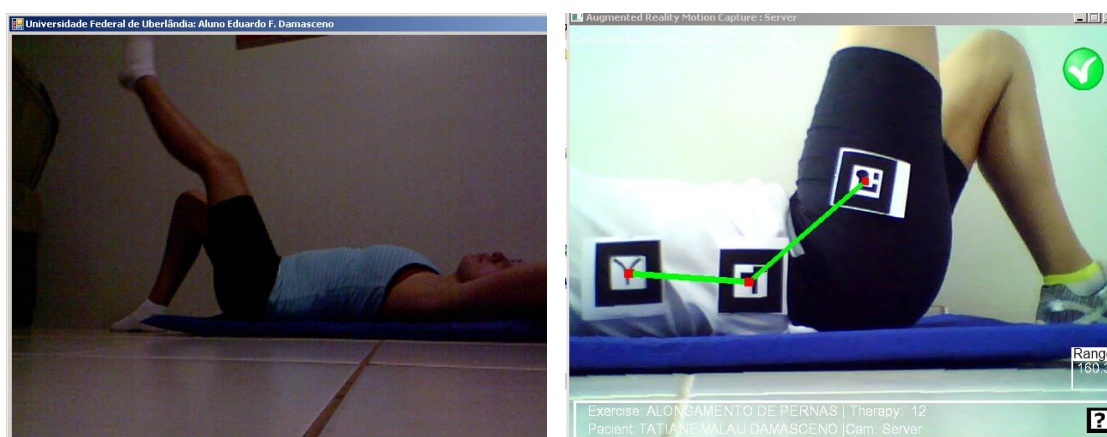 Universidade Federal de Uberlândia: Aluno Eduardo F. Damasceno
Augmented Reality Motion Capture : Server
Range
160.3
Exercise: ALONGAMENTO DE PERNAS | Therapy: 12
Pacient: TATIANE VALAU DAMASCENO |Cam: Server
?